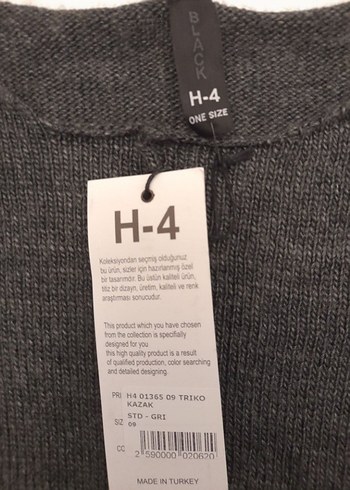 BLACK
H-4
ONE SIZE
H-4
Koleksiyondan seçmiş olduğunuz
bu ürün, sizler için hazırlanmış özel
bir tasarımdır. Bu üstün kaliteli ürün,
titiz bir dizayn, üretim, kaliteli ve renk
araştırması sonucudur.
This product which you have chosen
from the collection is specifially
designed for you
this high quality product is a result
of qualified production, color searching
and detailed designing.
PRI H4 01365 09 TRIKO
KAZAK
STD - GRI
SIZ 09
CC
2 590000 020620
MADE IN TURKEY